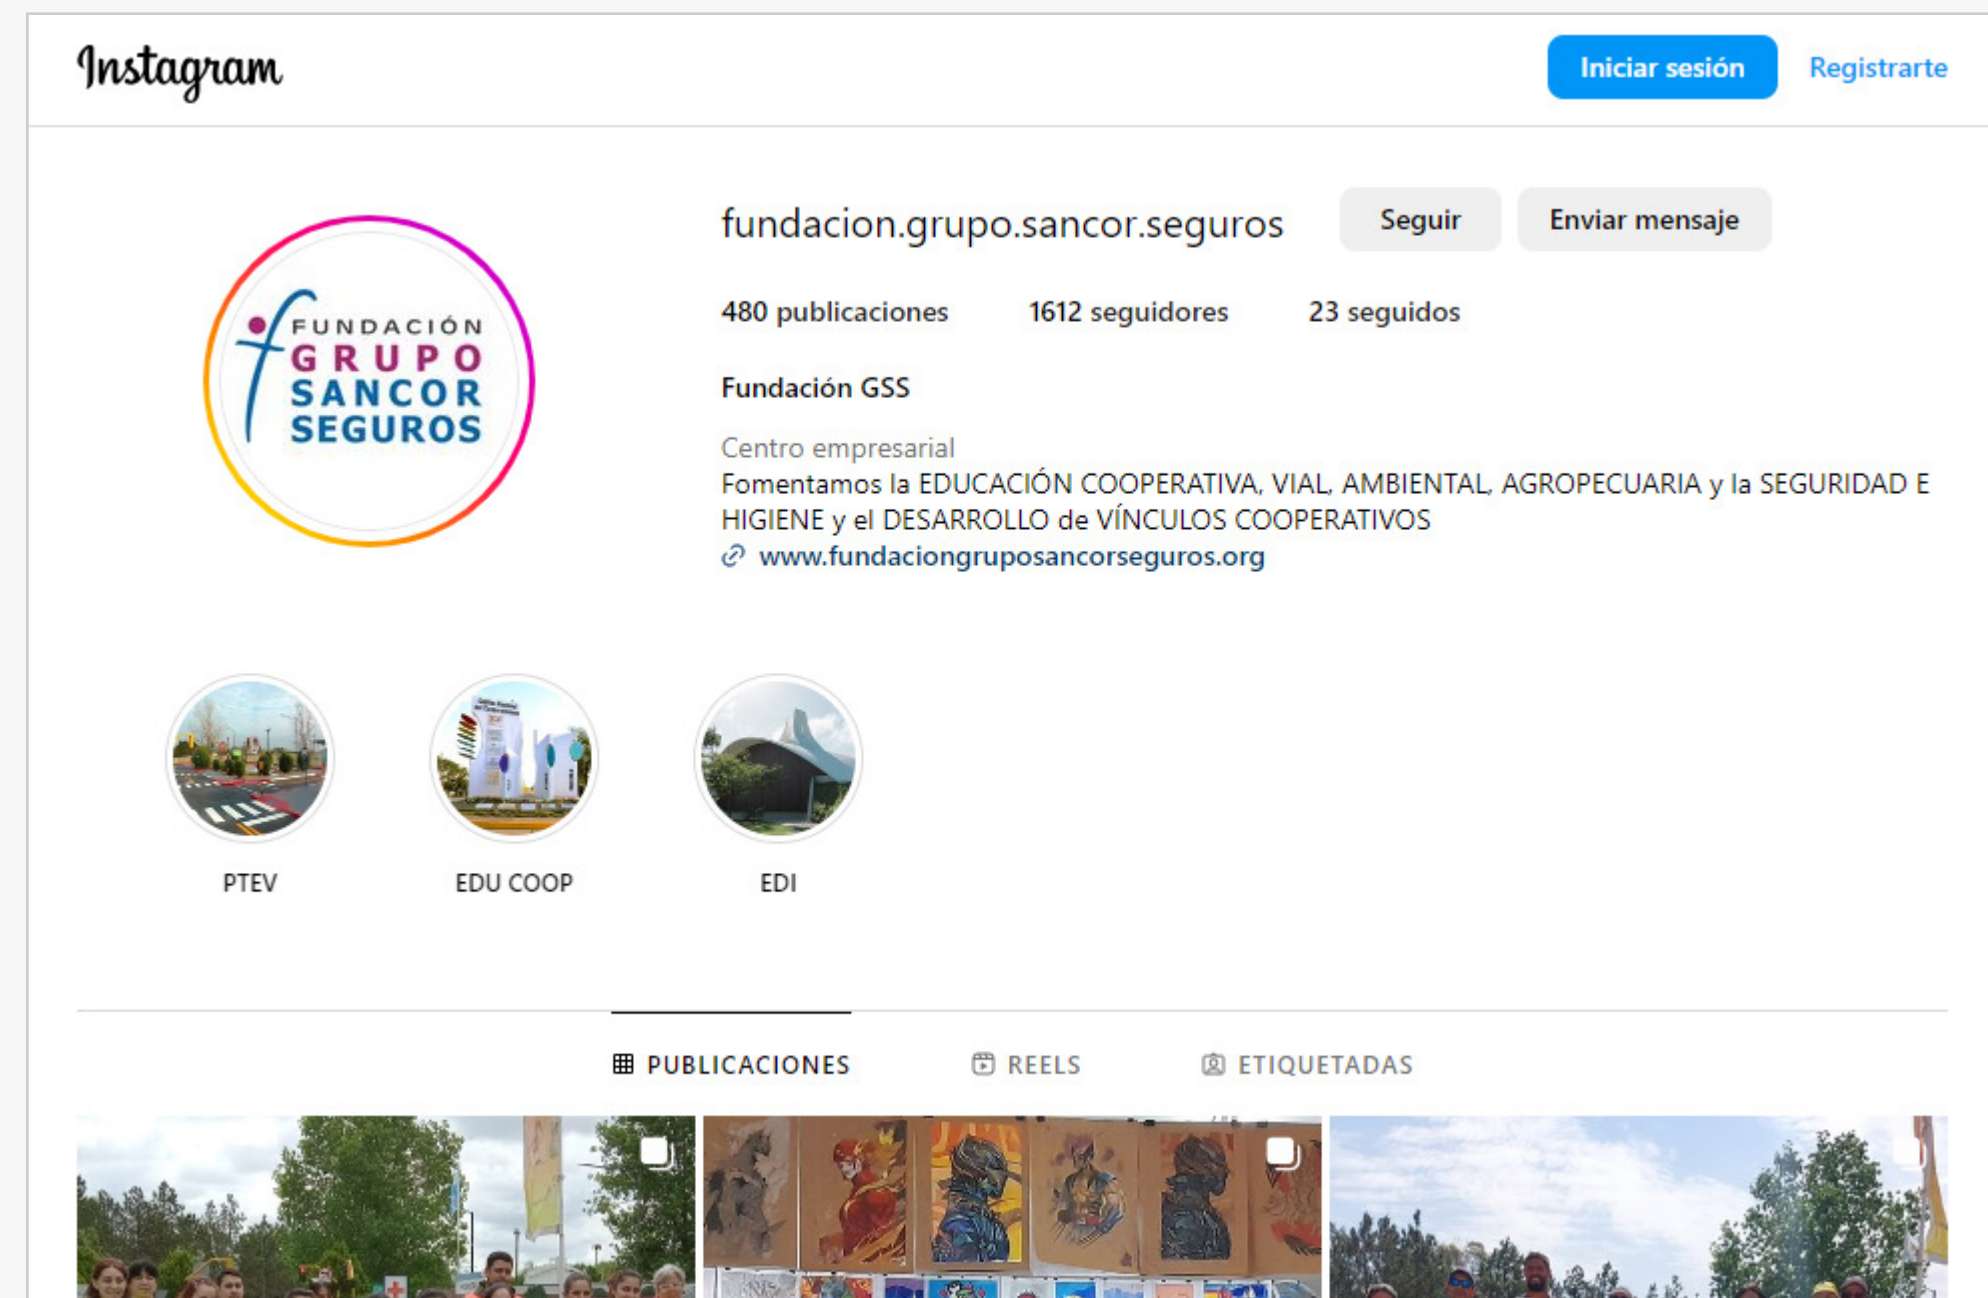 Instagram
Iniciar sesión
Registrarte
fundacion.grupo.sancor.seguros
Seguir
Enviar mensaje
480 publicaciones
1612 seguidores
23 seguidos
FUNDACIÓN
GRUPO
SANCOR
SEGUROS
Fundación GSS
Centro empresarial
Fomentamos la EDUCACIÓN COOPERATIVA, VIAL, AMBIENTAL, AGROPECUARIA y la SEGURIDAD E
HIGIENE y el DESARROLLO de VÍNCULOS COOPERATIVOS
www.fundaciongruposancorseguros.org
PTEV
EDU COOP
EDI
PUBLICACIONES
REELS
ETIQUETADAS